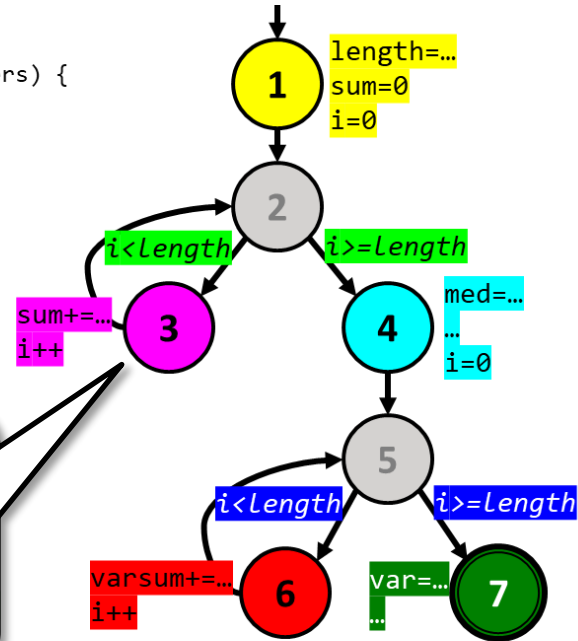 rs) {
1
length=…
sum=0
i=0
2
i<length
i>=length
sum+=…
i++
3
4
med=…
…
i=0
5
i<length
i>=length
varsum+=…
i++
6
var=…
…
7